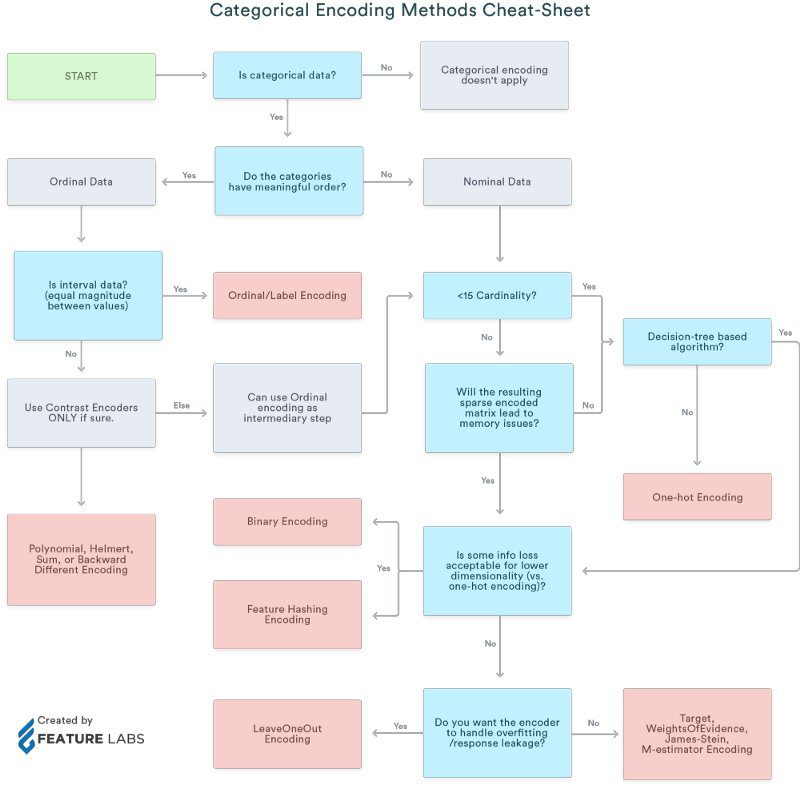 Categorical Encoding Methods Cheat-Sheet
START
Is categorical data?
No
Categorical encoding
doesn't apply
Yes
Ordinal Data
Yes
Do the categories
have meaningful order?
No
Nominal Data
Is interval data?
(equal magnitude
between values)
Yes
Ordinal/Label Encoding
<15 Cardinality?
Yes
No
Decision-tree based
algorithm?
Yes
No
Use Contrast Encoders
ONLY if sure.
Else
Can use Ordinal
encoding as
intermediary step
Will the resulting
sparse encoded
matrix lead to
memory issues?
No
No
One-hot Encoding
Yes
Polynomial, Helmert,
Sum, or Backward
Different Encoding
Binary Encoding
Yes
Feature Hashing
Encoding
Is some info loss
acceptable for lower
dimensionality (vs.
one-hot encoding)?
No
LeaveOneOut
Encoding
Yes
Do you want the encoder
to handle overfitting
/response leakage?
No
Target,
WeightsOfEvidence,
James-Stein,
M-estimator Encoding
Created by
FEATURE LABS